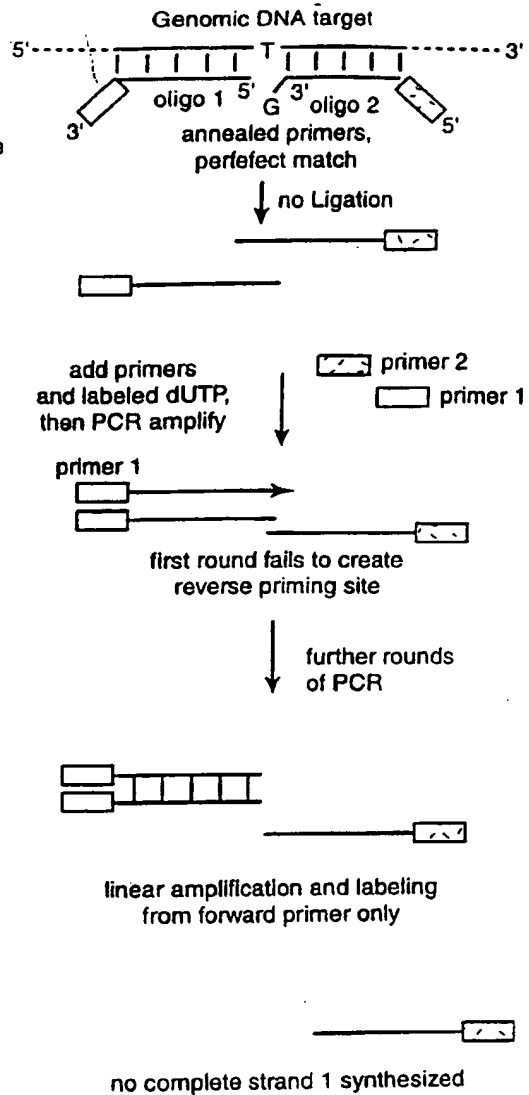 Genomic DNA target
5' T 3'
oligo 1 5' G 3' oligo 2
3' 5'
e
annealed primers,
perfefect match
no Ligation
add primers
and labeled dUTP,
then PCR amplify
primer 2
primer 1
primer 1
first round fails to create
reverse priming site
further rounds
of PCR
linear amplification and labeling
from forward primer only
no complete strand 1 synthesized